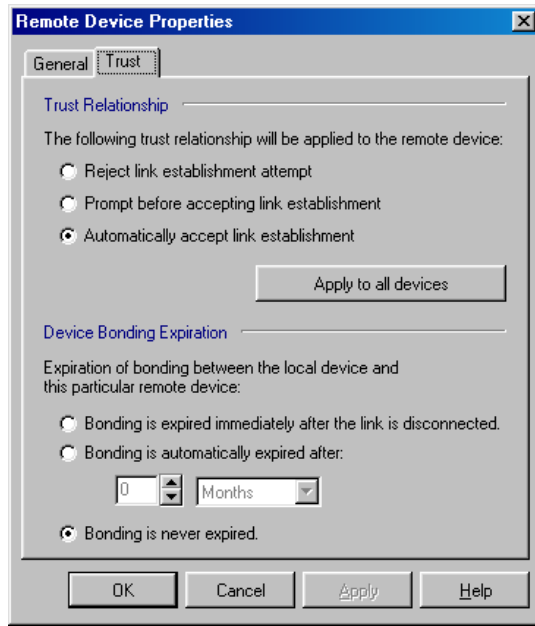 Remote Device Properties
General Trust
Trust Relationship
The following trust relationship will be applied to the remote device:
Reject link establishment attempt
Prompt before accepting link establishment
Automatically accept link establishment
Apply to all devices
Device Bonding Expiration
Expiration of bonding between the local device and
this particular remote device:
Bonding is expired immediately after the link is disconnected.
Bonding is automatically expired after:
0 Months
Bonding is never expired.
OK Cancel Apply Help